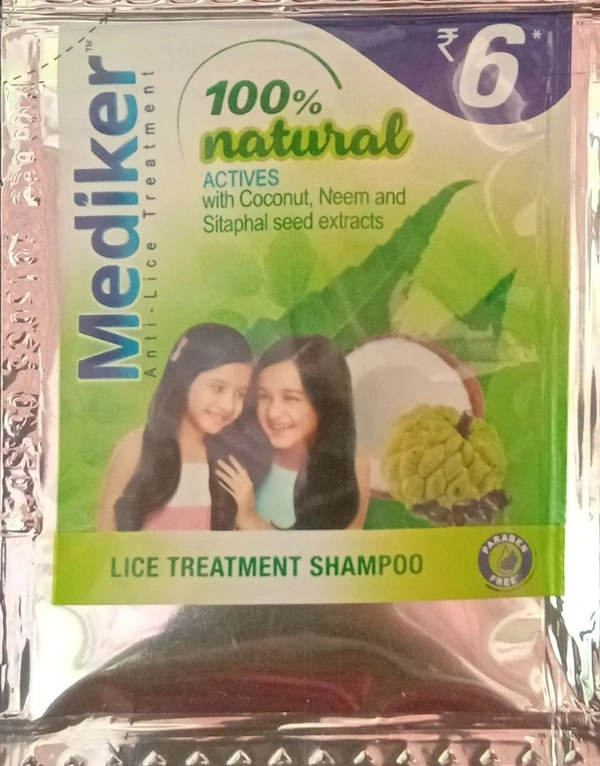 Mediker™
Anti-Lice Treatment
₹6*
100%
natural
ACTIVES
with Coconut, Neem and
Sitaphal seed extracts
LICE TREATMENT SHAMPOO
PARABEN
FREE